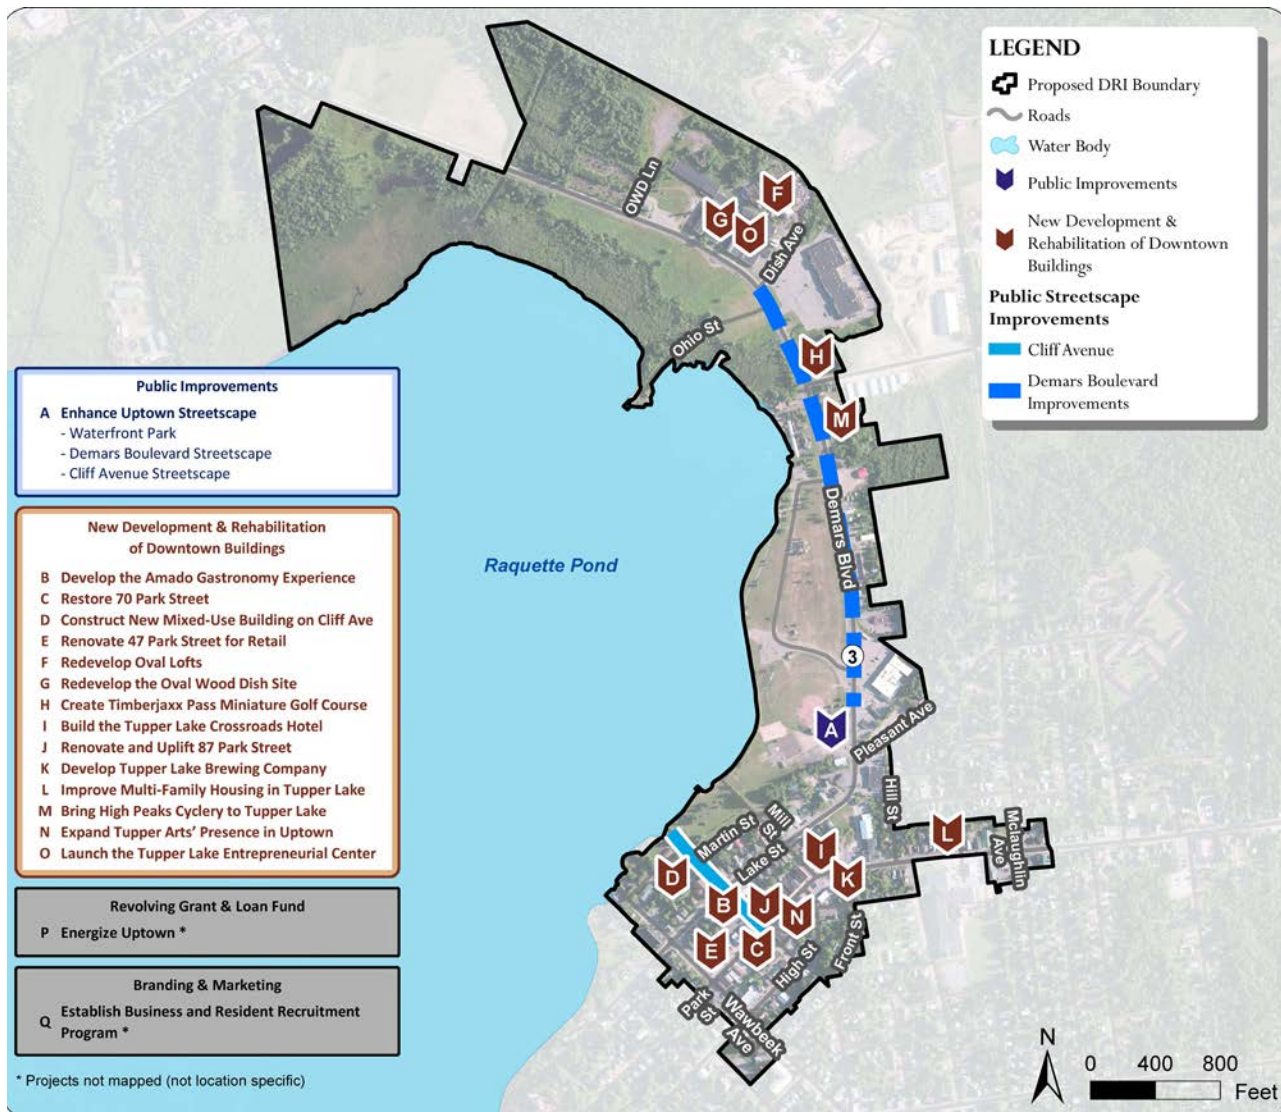 LEGEND
Proposed DRI Boundary
Roads
Water Body
Public Improvements
New Development &
Rehabilitation of Downtown
Buildings
Public Streetscape
Improvements
Cliff Avenue
Demars Boulevard
Improvements
OWD Ln
F
G
O
Dish Ave
Ohio St
H
M
Demars Blvd
3
A
Pleasant Ave
Raquette Pond
Hill St
Mclaughlin
Ave
L
Mill St
Martin St
Lake St
I
K
D
B
J
N
E
C
High St
Front St
Park
St
Wawbeek
Ave
Public Improvements
A Enhance Uptown Streetscape
- Waterfront Park
- Demars Boulevard Streetscape
- Cliff Avenue Streetscape
New Development & Rehabilitation
of Downtown Buildings
B Develop the Amado Gastronomy Experience
C Restore 70 Park Street
D Construct New Mixed-Use Building on Cliff Ave
E Renovate 47 Park Street for Retail
F Redevelop Oval Lofts
G Redevelop the Oval Wood Dish Site
H Create Timberjaxx Pass Miniature Golf Course
I Build the Tupper Lake Crossroads Hotel
J Renovate and Uplift 87 Park Street
K Develop Tupper Lake Brewing Company
L Improve Multi-Family Housing in Tupper Lake
M Bring High Peaks Cyclery to Tupper Lake
N Expand Tupper Arts' Presence in Uptown
O Launch the Tupper Lake Entrepreneurial Center
Revolving Grant & Loan Fund
P Energize Uptown *
Branding & Marketing
Q Establish Business and Resident Recruitment
Program *
* Projects not mapped (not location specific)
N
0 400 800
Feet